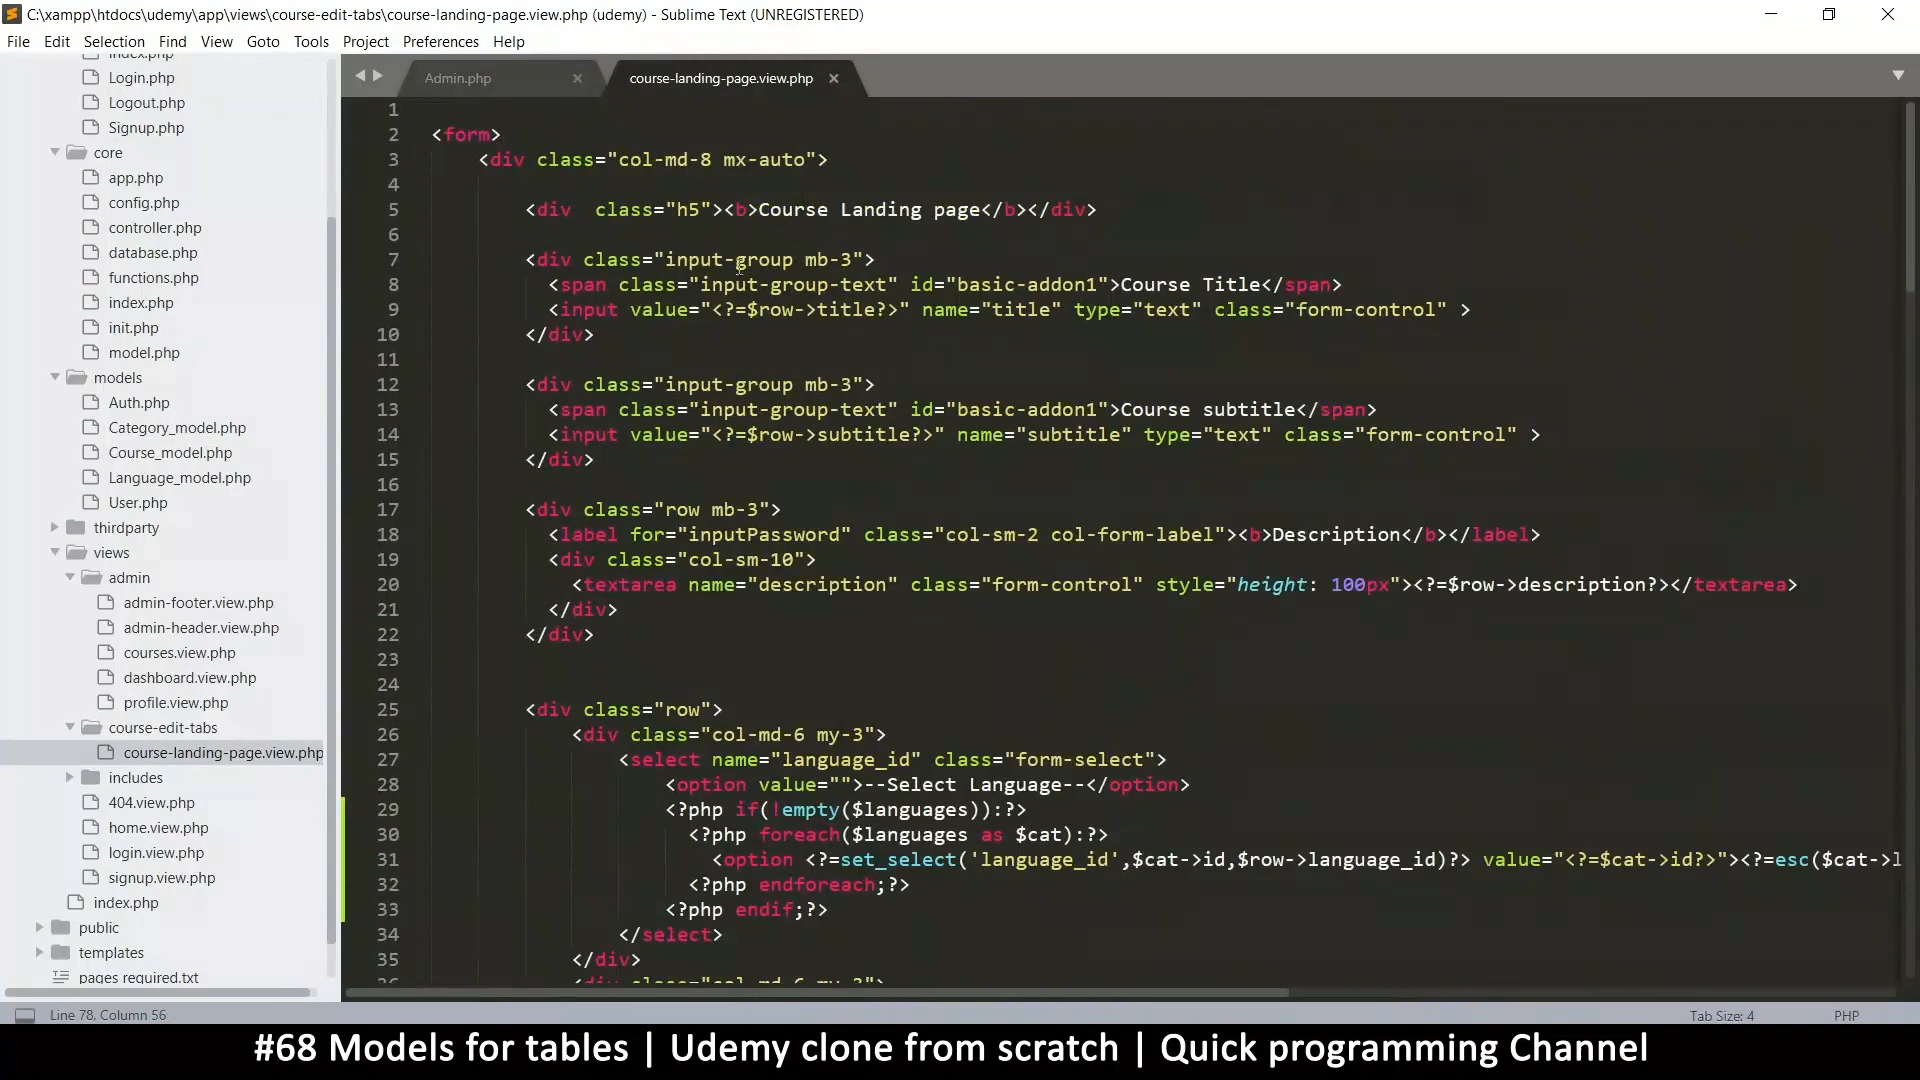 C:\xampp\htdocs\udemy\app\views\course-edit-tabs\course-landing-page.view.php (udemy) - Sublime Text (UNREGISTERED)
File Edit Selection Find View Goto Tools Project Preferences Help
index.php
Login.php
Logout.php
Signup.php
core
app.php
config.php
controller.php
database.php
functions.php
index.php
init.php
model.php
models
Auth.php
Category_model.php
Course_model.php
Language_model.php
User.php
thirdparty
views
admin
admin-footer.view.php
admin-header.view.php
courses.view.php
dashboard.view.php
profile.view.php
course-edit-tabs
course-landing-page.view.php
includes
404.view.php
home.view.php
login.view.php
signup.view.php
index.php
public
templates
pages required.txt
Admin.php
course-landing-page.view.php
1
2 <form>
3 <div class="col-md-8 mx-auto">
4
5 <div  class="h5"><b>Course Landing page</b></div>
6
7 <div class="input-group mb-3">
8 <span class="input-group-text" id="basic-addon1">Course Title</span>
9 <input value="<?=$row->title?>" name="title" type="text" class="form-control" >
10 </div>
11
12 <div class="input-group mb-3">
13 <span class="input-group-text" id="basic-addon1">Course subtitle</span>
14 <input value="<?=$row->subtitle?>" name="subtitle" type="text" class="form-control" >
15 </div>
16
17 <div class="row mb-3">
18 <label for="inputPassword" class="col-sm-2 col-form-label"><b>Description</b></label>
19 <div class="col-sm-10">
20 <textarea name="description" class="form-control" style="height: 100px"><?=$row->description?></textarea>
21 </div>
22 </div>
23
24
25 <div class="row">
26 <div class="col-md-6 my-3">
27 <select name="language_id" class="form-select">
28 <option value="">--Select Language--</option>
29 <?php if(!empty($languages)):?>
30 <?php foreach($languages as $cat):?>
31 <option <?=set_select('language_id',$cat->id,$row->language_id)?> value="<?=$cat->id?>"><?=esc($cat->l
32 <?php endforeach;?>
33 <?php endif;?>
34 </select>
35 </div>
36 <div class="col-md-6 my-3">
Line 78, Column 56
Tab Size: 4
PHP
#68 Models for tables | Udemy clone from scratch | Quick programming Channel